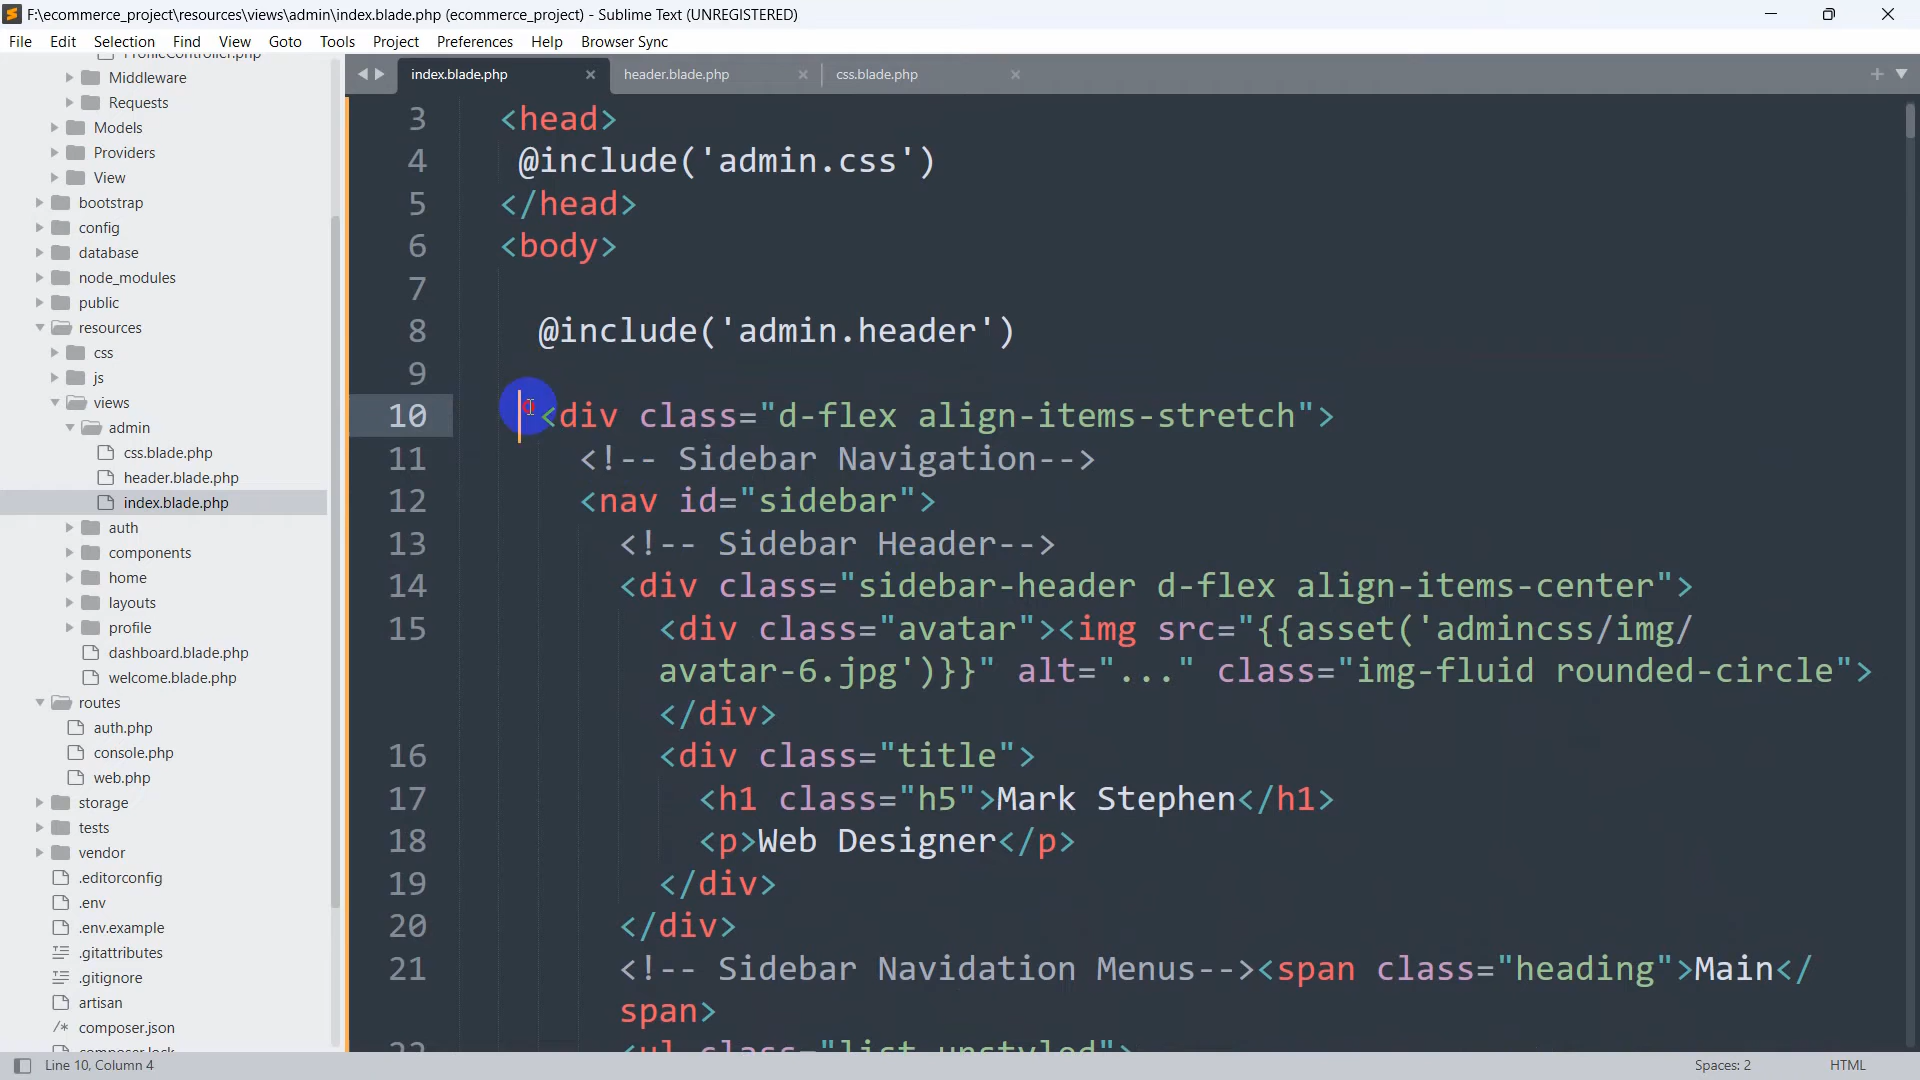 F:\ecommerce_project\resources\views\admin\index.blade.php (ecommerce_project) - Sublime Text (UNREGISTERED)
File Edit Selection Find View Goto Tools Project Preferences Help Browser Sync
ProfileController.php
Middleware
Requests
Models
Providers
View
bootstrap
config
database
node_modules
public
resources
css
js
views
admin
css.blade.php
header.blade.php
index.blade.php
auth
components
home
layouts
profile
dashboard.blade.php
welcome.blade.php
routes
auth.php
console.php
web.php
storage
tests
vendor
.editorconfig
.env
.env.example
.gitattributes
.gitignore
artisan
composer.json
composer.lock
index.blade.php header.blade.php css.blade.php
3 <head>
4 @include('admin.css')
5 </head>
6 <body>
7
8 @include('admin.header')
9
10 <div class="d-flex align-items-stretch">
11 <!-- Sidebar Navigation-->
12 <nav id="sidebar">
13 <!-- Sidebar Header-->
14 <div class="sidebar-header d-flex align-items-center">
15 <div class="avatar"><img src="{{asset('admincss/img/
avatar-6.jpg')}}" alt="..." class="img-fluid rounded-circle">
</div>
16 <div class="title">
17 <h1 class="h5">Mark Stephen</h1>
18 <p>Web Designer</p>
19 </div>
20 </div>
21 <!-- Sidebar Navidation Menus--><span class="heading">Main</
span>
22 <ul class="list-unstyled">
Line 10, Column 4
Spaces: 2
HTML